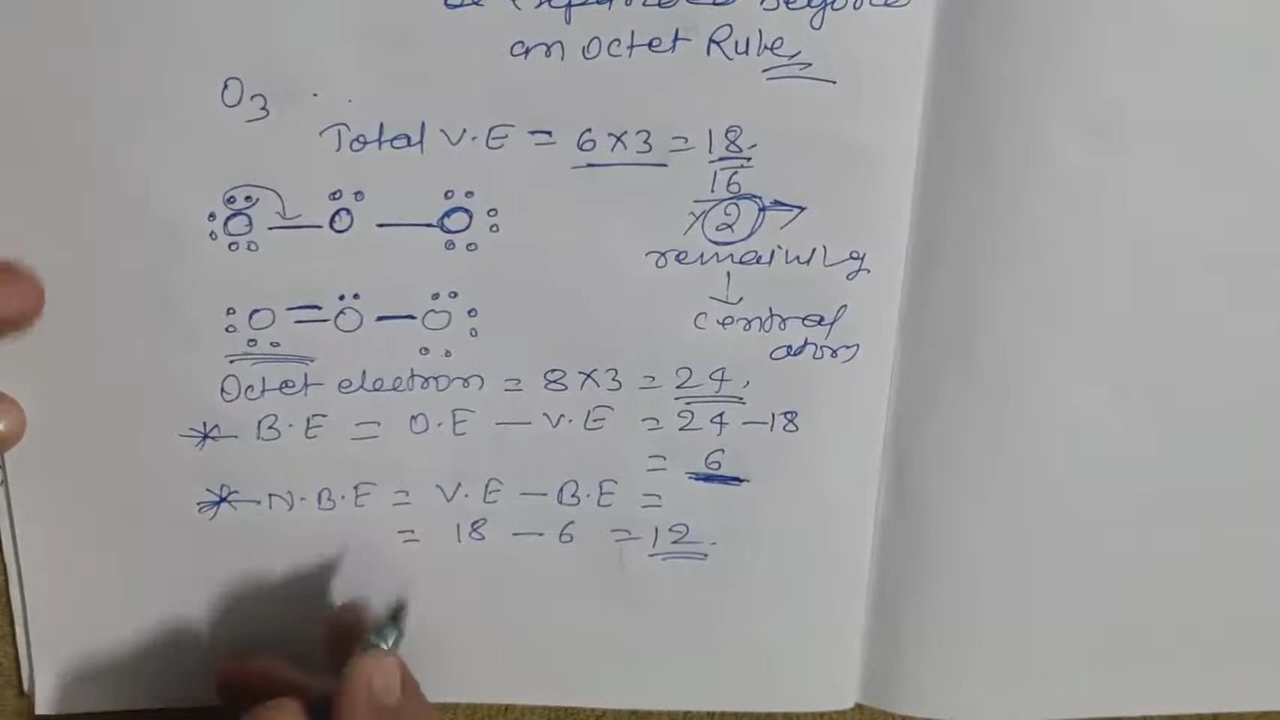 an octet Rule
O3
Total V.E = 6×3 = 18
16
2
O — O — O
remaining
↓
central
atom
:O = O — O:
Octet electron = 8×3 = 24
* B.E = O.E — V.E = 24 — 18
= 6
* N.B.E = V.E — B.E =
= 18 — 6 = 12